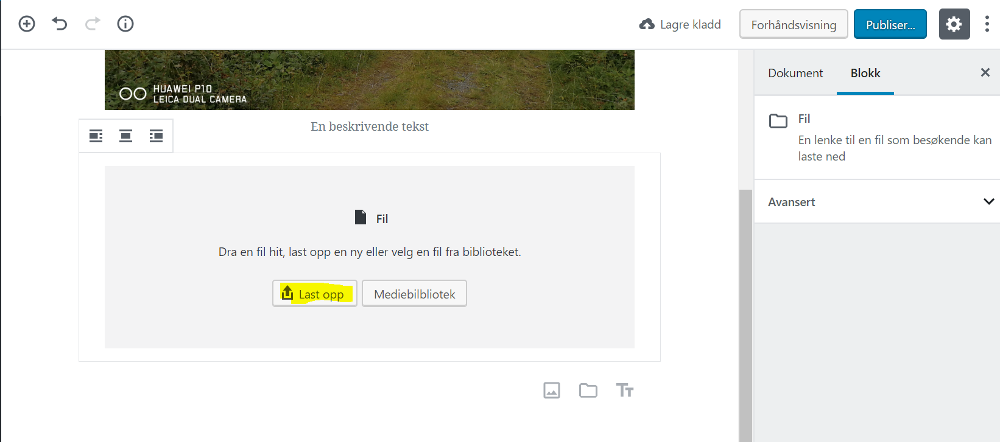 Lagre kladd
Forhåndsvisning
Publiser...
HUAWEI P10
LEICA DUAL CAMERA
En beskrivende tekst
Fil
Dra en fil hit, last opp en ny eller velg en fil fra biblioteket.
Last opp
Mediebilbliotek
Dokument
Blokk
Fil
En lenke til en fil som besøkende kan
laste ned
Avansert